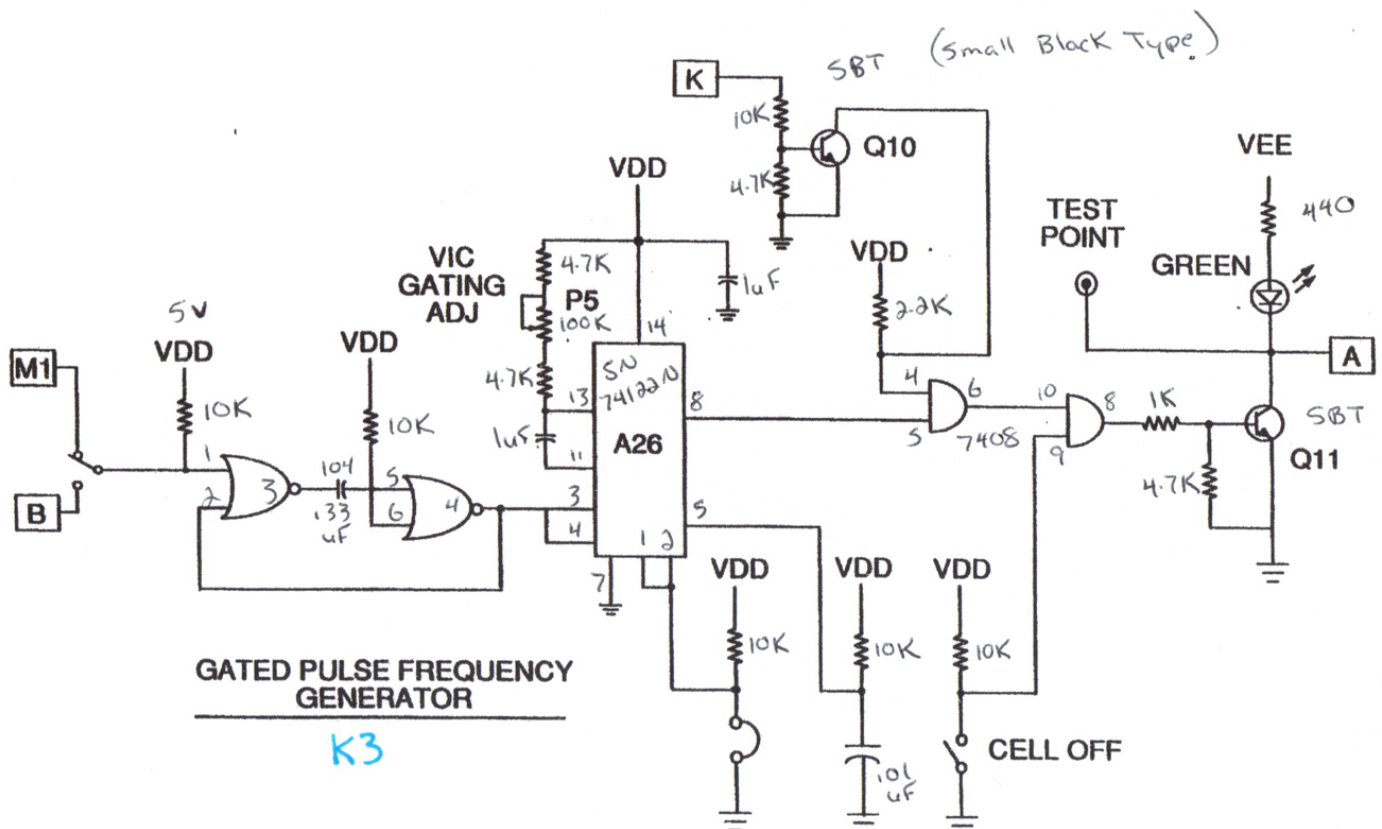 SBT (Small Black Type)
K
10K
Q10
4.7K
VDD
VEE
440
TEST
POINT
GREEN
VIC
GATING
ADJ
4.7K
P5
100K
1uF
VDD
2.2K
5V
VDD
VDD
M1
10K
10K
4.7K
14
SN
74122N
13
8
A26
1uF
11
4
6
5
7408
10
8
9
1K
A
SBT
Q11
4.7K
1
2
3
104
.33
uF
5
6
4
3
4
5
1 2
7
B
VDD
VDD
VDD
10K
10K
10K
GATED PULSE FREQUENCY
GENERATOR
K3
CELL OFF
uF